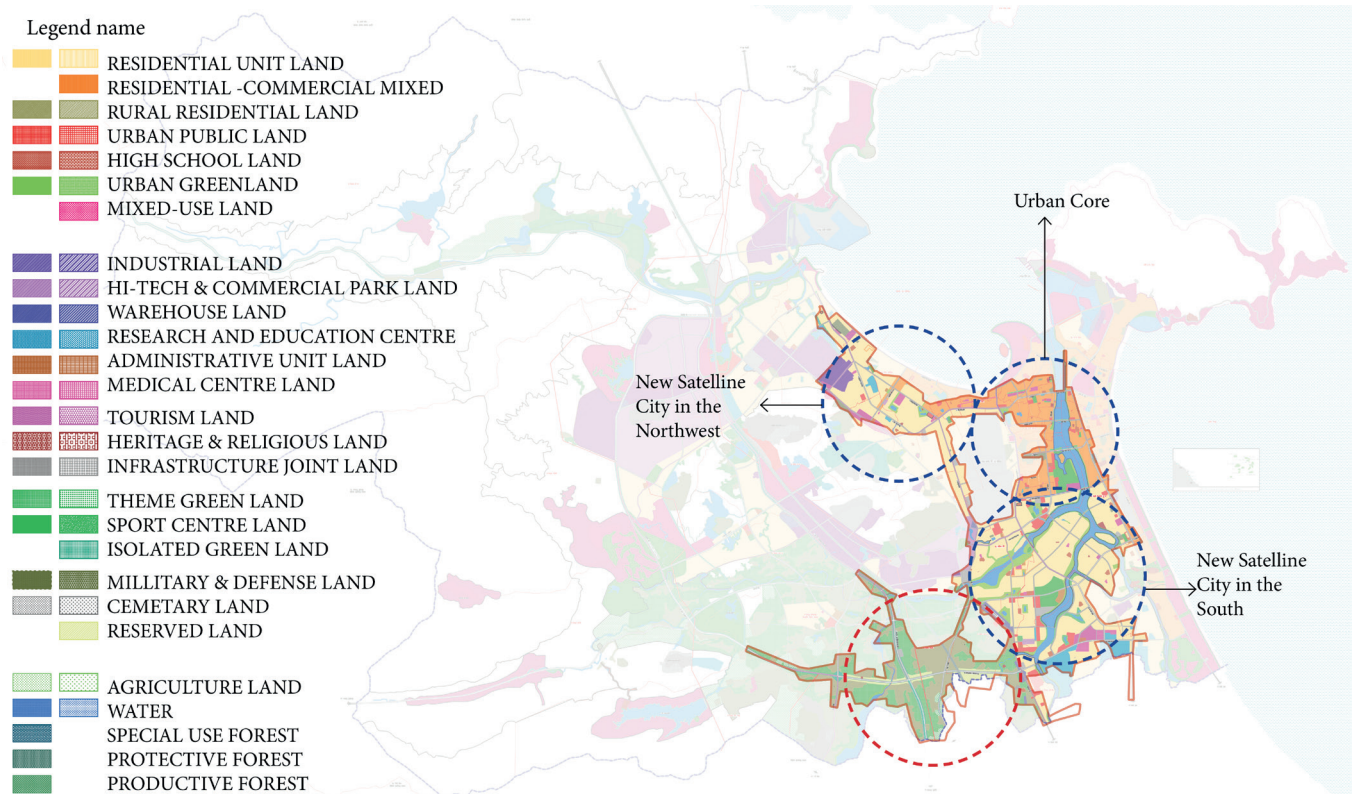 Legend name
RESIDENTIAL UNIT LAND
RESIDENTIAL -COMMERCIAL MIXED
RURAL RESIDENTIAL LAND
URBAN PUBLIC LAND
HIGH SCHOOL LAND
URBAN GREENLAND
MIXED-USE LAND
INDUSTRIAL LAND
HI-TECH & COMMERCIAL PARK LAND
WAREHOUSE LAND
RESEARCH AND EDUCATION CENTRE
ADMINISTRATIVE UNIT LAND
MEDICAL CENTRE LAND
TOURISM LAND
HERITAGE & RELIGIOUS LAND
INFRASTRUCTURE JOINT LAND
THEME GREEN LAND
SPORT CENTRE LAND
ISOLATED GREEN LAND
MILLITARY & DEFENSE LAND
CEMETARY LAND
RESERVED LAND
AGRICULTURE LAND
WATER
SPECIAL USE FOREST
PROTECTIVE FOREST
PRODUCTIVE FOREST
Urban Core
New Satelline
City in the
Northwest
New Satelline
City in the
South